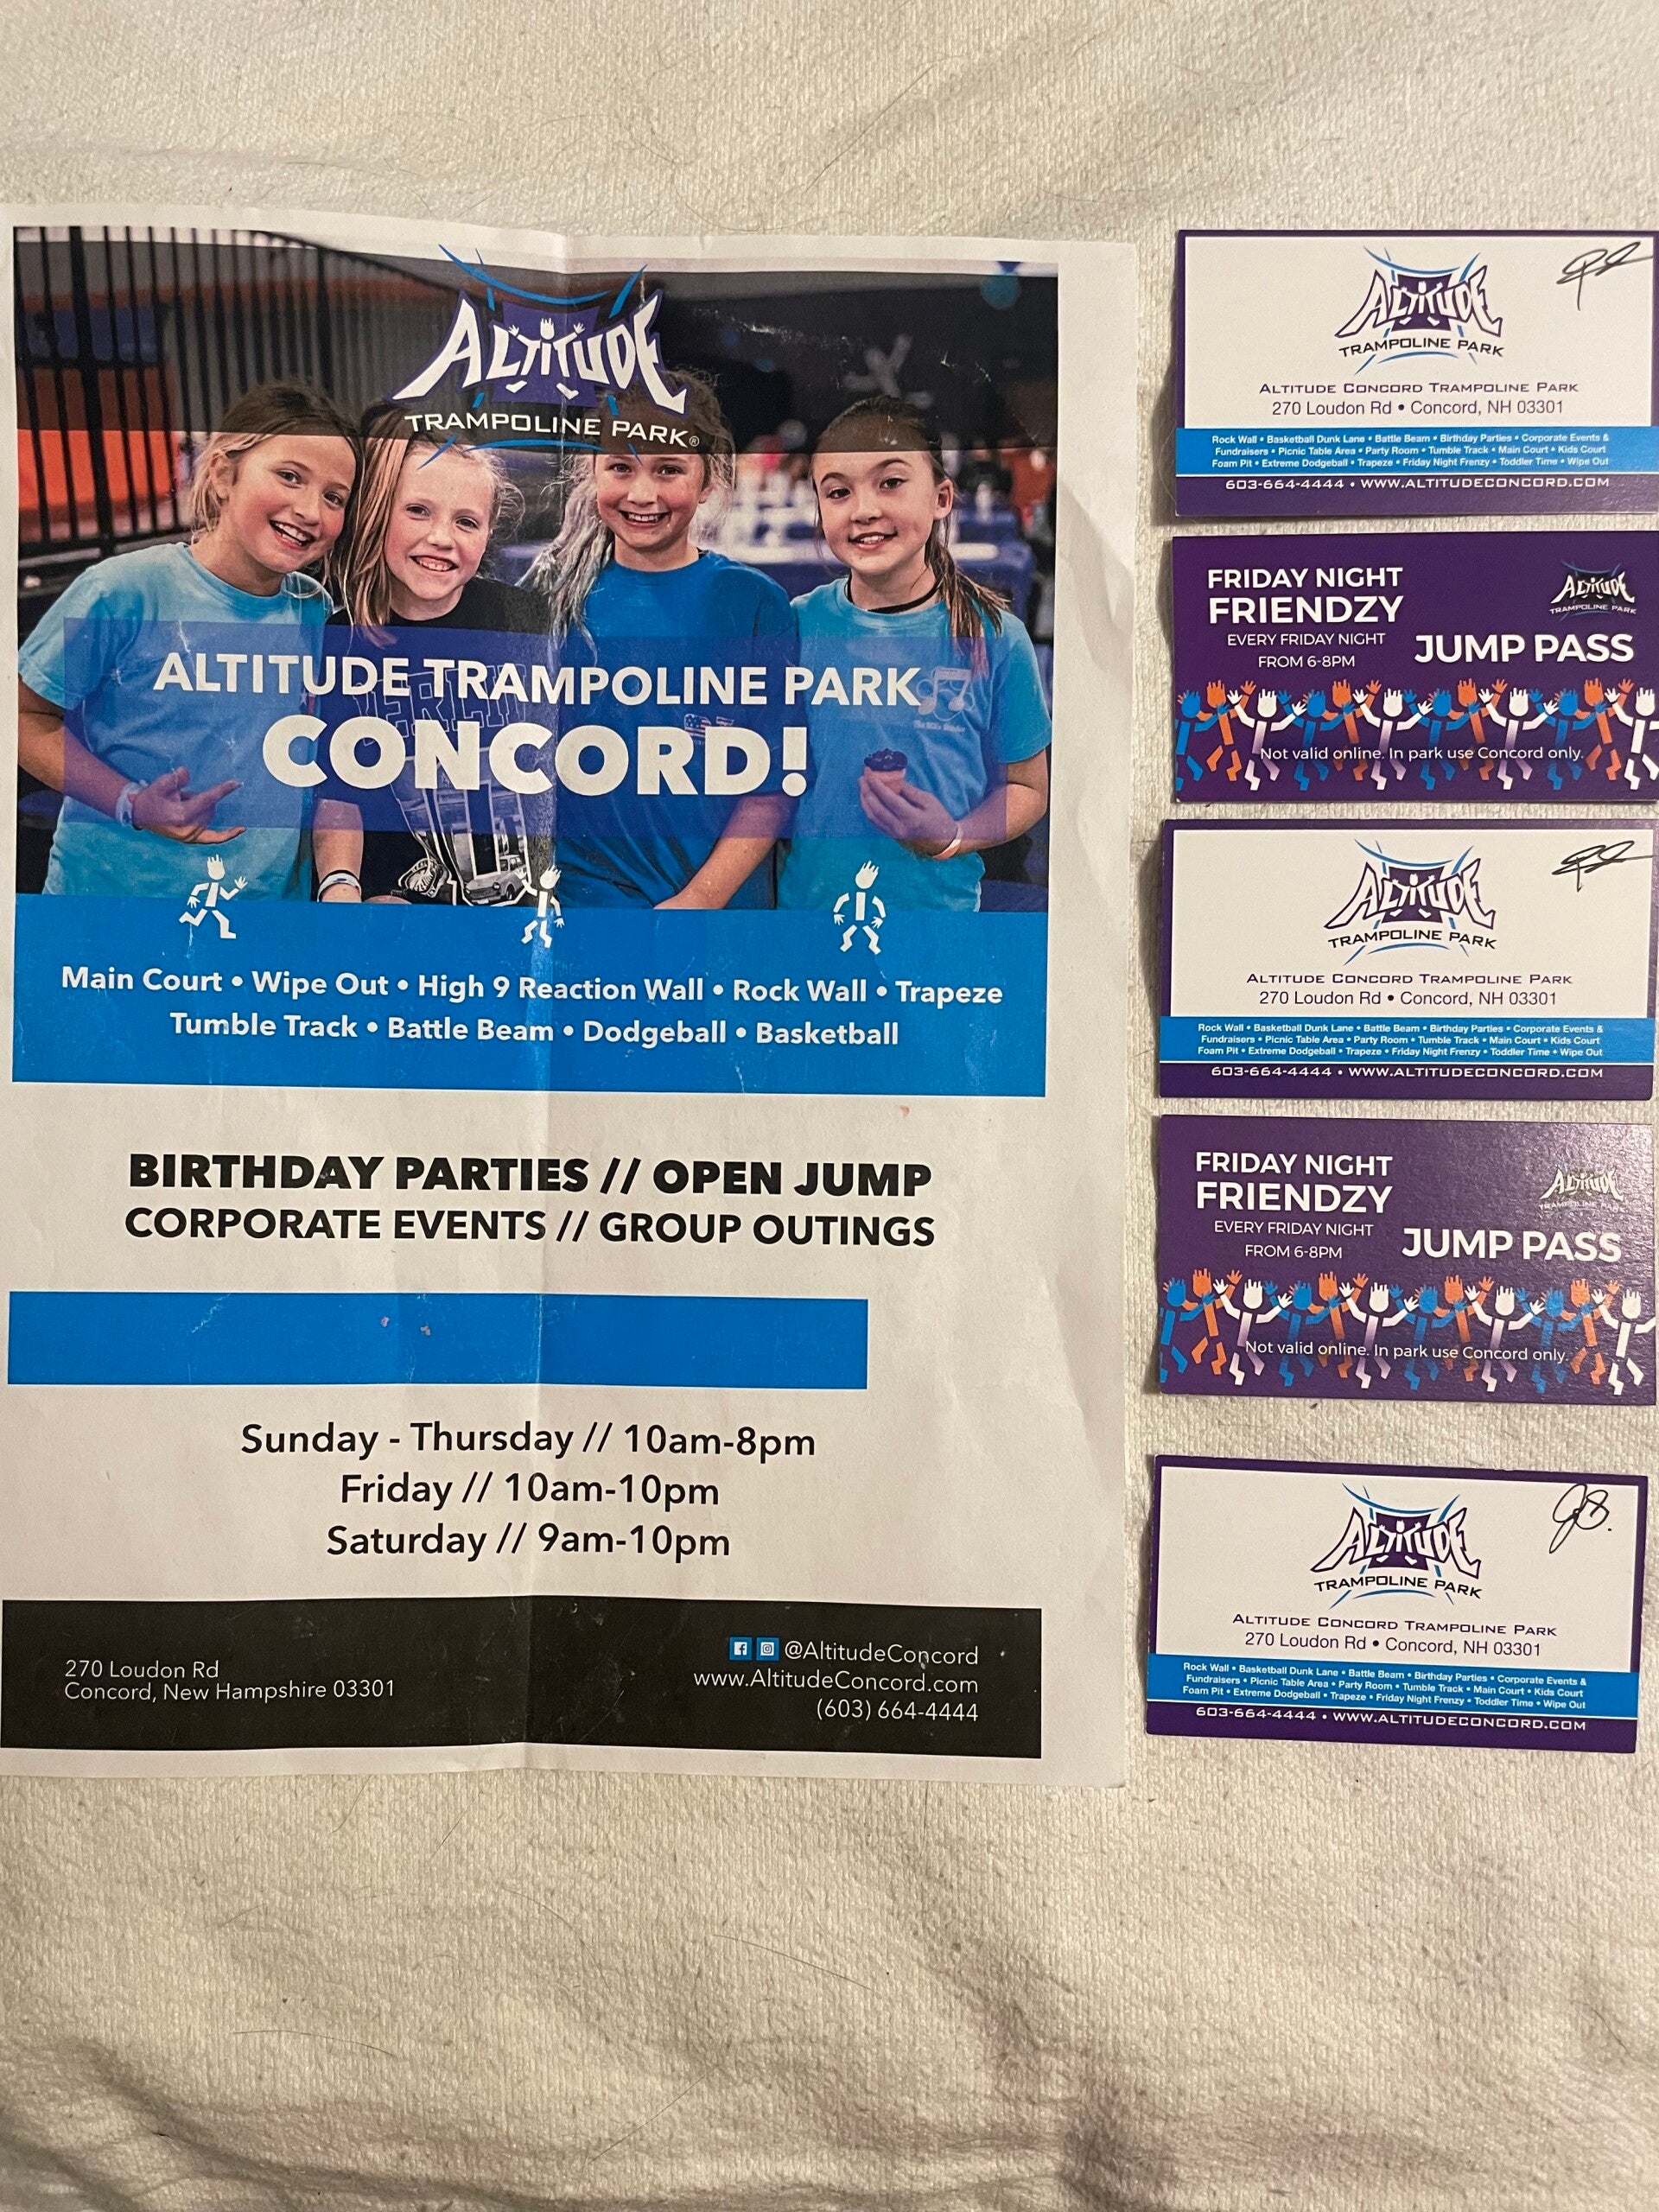 ALTITUDE
TRAMPOLINE PARK®
ALTITUDE TRAMPOLINE PARK
CONCORD!
Main Court • Wipe Out • High 9 Reaction Wall • Rock Wall • Trapeze
Tumble Track • Battle Beam • Dodgeball • Basketball
BIRTHDAY PARTIES // OPEN JUMP
CORPORATE EVENTS // GROUP OUTINGS
Sunday - Thursday // 10am-8pm
Friday // 10am-10pm
Saturday // 9am-10pm
270 Loudon Rd
Concord, New Hampshire 03301
@AltitudeConcord
www.AltitudeConcord.com
(603) 664-4444
ALTITUDE
TRAMPOLINE PARK
ALTITUDE CONCORD TRAMPOLINE PARK
270 Loudon Rd • Concord, NH 03301
Rock Wall • Basketball Dunk Lane • Battle Beam • Birthday Parties • Corporate Events &
Fundraisers • Picnic Table Area • Party Room • Tumble Track • Main Court • Kids Court
Foam Pit • Extreme Dodgeball • Trapeze • Friday Night Frenzy • Toddler Time • Wipe Out
603-664-4444 • WWW.ALTITUDECONCORD.COM
FRIDAY NIGHT
FRIENDZY
EVERY FRIDAY NIGHT
FROM 6-8PM
ALTITUDE
TRAMPOLINE PARK
JUMP PASS
Not valid online. In park use Concord only.
ALTITUDE
TRAMPOLINE PARK
ALTITUDE CONCORD TRAMPOLINE PARK
270 Loudon Rd • Concord, NH 03301
Rock Wall • Basketball Dunk Lane • Battle Beam • Birthday Parties • Corporate Events &
Fundraisers • Picnic Table Area • Party Room • Tumble Track • Main Court • Kids Court
Foam Pit • Extreme Dodgeball • Trapeze • Friday Night Frenzy • Toddler Time • Wipe Out
603-664-4444 • WWW.ALTITUDECONCORD.COM
FRIDAY NIGHT
FRIENDZY
EVERY FRIDAY NIGHT
FROM 6-8PM
ALTITUDE
TRAMPOLINE PARK
JUMP PASS
Not valid online. In park use Concord only.
ALTITUDE
TRAMPOLINE PARK
ALTITUDE CONCORD TRAMPOLINE PARK
270 Loudon Rd • Concord, NH 03301
Rock Wall • Basketball Dunk Lane • Battle Beam • Birthday Parties • Corporate Events &
Fundraisers • Picnic Table Area • Party Room • Tumble Track • Main Court • Kids Court
Foam Pit • Extreme Dodgeball • Trapeze • Friday Night Frenzy • Toddler Time • Wipe Out
603-664-4444 • WWW.ALTITUDECONCORD.COM